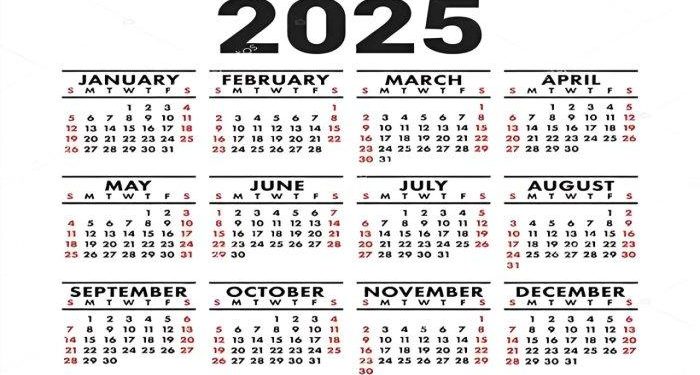 2025
JANUARY
S M T W T F S
1 2 3 4
5 6 7 8 9 10 11
12 13 14 15 16 17 18
19 20 21 22 23 24 25
26 27 28 29 30 31
FEBRUARY
S M T W T F S
1
2 3 4 5 6 7 8
9 10 11 12 13 14 15
16 17 18 19 20 21 22
23 24 25 26 27 28
MARCH
S M T W T F S
1
2 3 4 5 6 7 8
9 10 11 12 13 14 15
16 17 18 19 20 21 22
23 24 25 26 27 28 29
30 31
APRIL
S M T W T F S
1 2 3 4 5
6 7 8 9 10 11 12
13 14 15 16 17 18 19
20 21 22 23 24 25 26
27 28 29 30
MAY
S M T W T F S
1 2 3
4 5 6 7 8 9 10
11 12 13 14 15 16 17
18 19 20 21 22 23 24
25 26 27 28 29 30 31
JUNE
S M T W T F S
1 2 3 4 5 6 7
8 9 10 11 12 13 14
15 16 17 18 19 20 21
22 23 24 25 26 27 28
29 30
JULY
S M T W T F S
1 2 3 4 5
6 7 8 9 10 11 12
13 14 15 16 17 18 19
20 21 22 23 24 25 26
27 28 29 30 31
AUGUST
S M T W T F S
1 2
3 4 5 6 7 8 9
10 11 12 13 14 15 16
17 18 19 20 21 22 23
24 25 26 27 28 29 30
31
SEPTEMBER
S M T W T F S
1 2 3 4 5 6
7 8 9 10 11 12 13
14 15 16 17 18 19 20
21 22 23 24 25 26 27
28 29 30
OCTOBER
S M T W T F S
1 2 3 4
5 6 7 8 9 10 11
12 13 14 15 16 17 18
19 20 21 22 23 24 25
26 27 28 29 30 31
NOVEMBER
S M T W T F S
1
2 3 4 5 6 7 8
9 10 11 12 13 14 15
16 17 18 19 20 21 22
23 24 25 26 27 28 29
30
DECEMBER
S M T W T F S
1 2 3 4 5 6
7 8 9 10 11 12 13
14 15 16 17 18 19 20
21 22 23 24 25 26 27
28 29 30 31